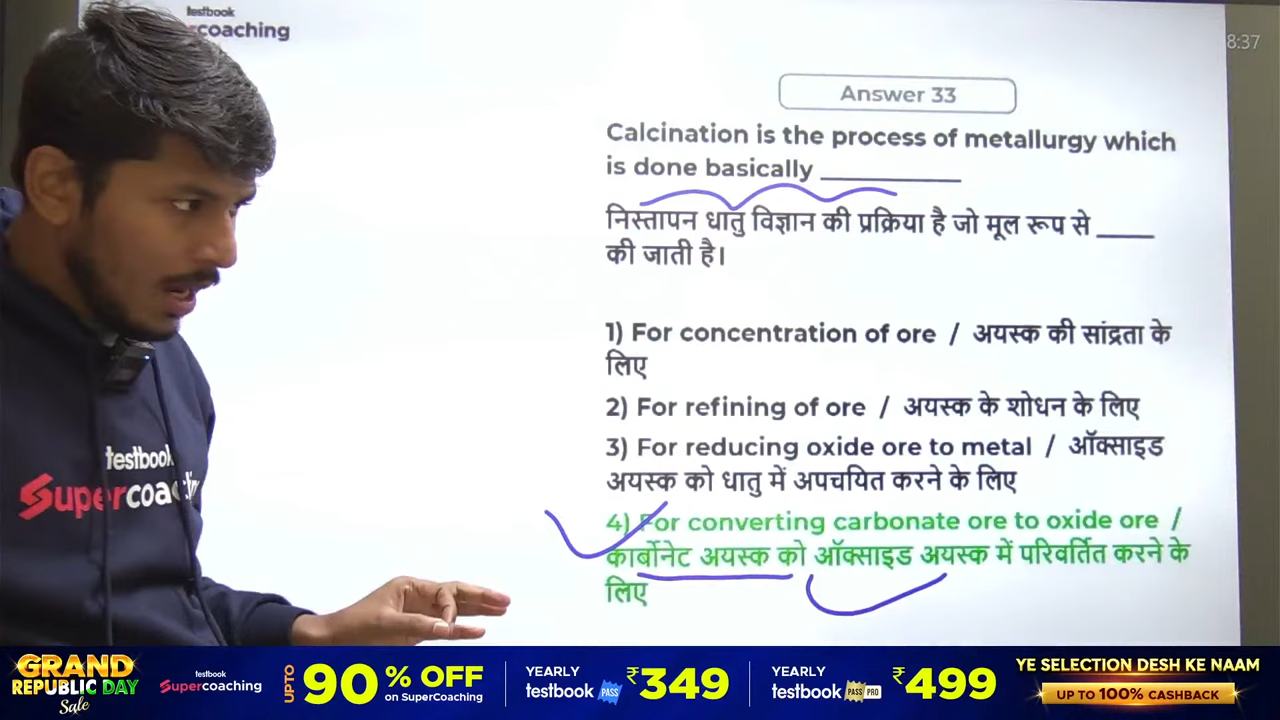 testbook
coaching
8:37
Answer 33
Calcination is the process of metallurgy which
is done basically __________
निस्तापन धातु विज्ञान की प्रक्रिया है जो मूल रूप से ____
की जाती है।
1) For concentration of ore / अयस्क की सांद्रता के
लिए
2) For refining of ore / अयस्क के शोधन के लिए
3) For reducing oxide ore to metal / ऑक्साइड
अयस्क को धातु में अपचयित करने के लिए
4) For converting carbonate ore to oxide ore /
कार्बोनेट अयस्क को ऑक्साइड अयस्क में परिवर्तित करने के
लिए
testbook
Supercoachin
GRAND
REPUBLIC DAY
Sale
testbook
Supercoaching
UPTO 90% OFF
on SuperCoaching
YEARLY
testbook PASS
₹349
YEARLY
testbook PASS PRO
₹499
YE SELECTION DESH KE NAAM
UP TO 100% CASHBACK